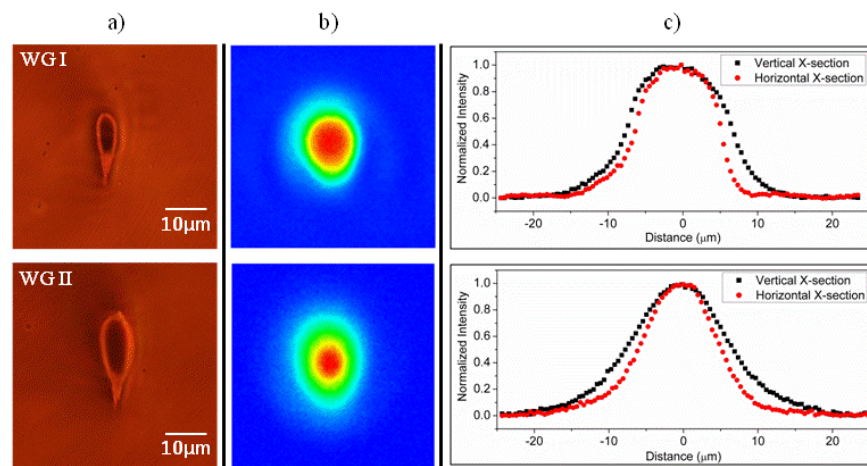 a) b) c)
WG I
10μm
1.0
0.8
0.6
0.4
0.2
0.0
Normalized Intensity
Vertical X-section
Horizontal X-section
-20 -10 0 10 20
Distance (μm)
WG II
10μm
1.0
0.8
0.6
0.4
0.2
0.0
Normalized Intensity
Vertical X-section
Horizontal X-section
-20 -10 0 10 20
Distance (μm)